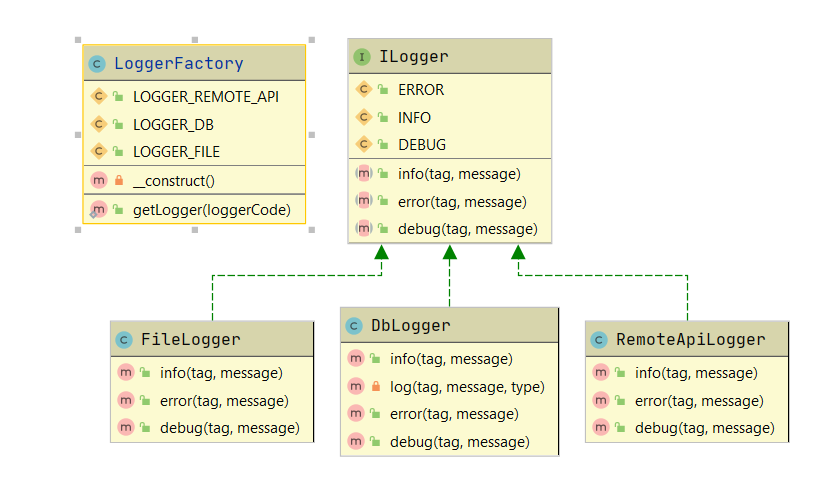 LoggerFactory
LOGGER_REMOTE_API
LOGGER_DB
LOGGER_FILE
__construct()
getLogger(loggerCode)
ILogger
ERROR
INFO
DEBUG
info(tag, message)
error(tag, message)
debug(tag, message)
FileLogger
info(tag, message)
error(tag, message)
debug(tag, message)
DbLogger
info(tag, message)
log(tag, message, type)
error(tag, message)
debug(tag, message)
RemoteApiLogger
info(tag, message)
error(tag, message)
debug(tag, message)